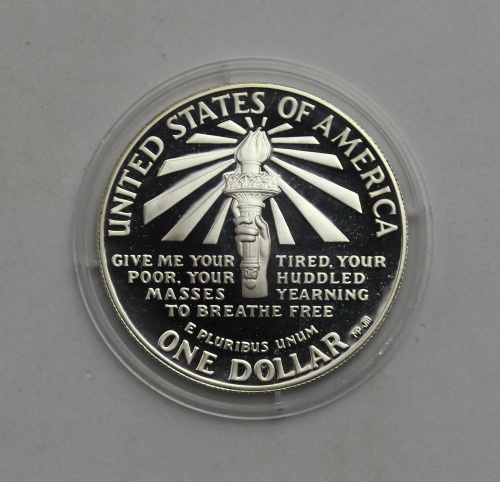 UNITED STATES OF AMERICA
GIVE ME YOUR TIRED, YOUR
POOR, YOUR HUDDLED
MASSES YEARNING
TO BREATHE FREE
E PLURIBUS UNUM
ONE DOLLAR